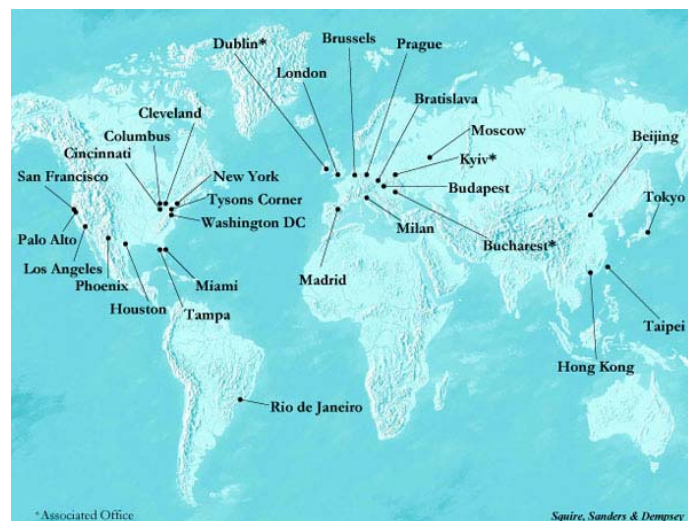 Dublin*
Brussels
Prague
London
Bratislava
Cleveland
Columbus
Cincinnati
Moscow
Beijing
Kyiv*
San Francisco
New York
Tysons Corner
Budapest
Tokyo
Washington DC
Milan
Palo Alto
Bucharest*
Los Angeles
Madrid
Phoenix
Miami
Houston
Tampa
Taipei
Hong Kong
Rio de Janeiro
*Associated Office
Squire, Sanders & Dempsey